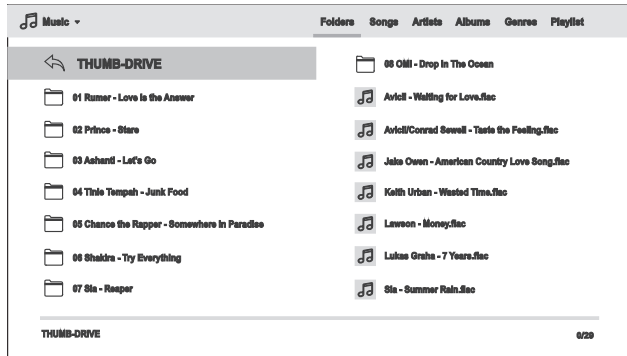 Music
Folders Songs Artists Albums Genres Playlist
THUMB-DRIVE
01 Rumer - Love is the Answer
02 Prince - Stare
03 Ashanti - Let's Go
04 Tinie Tempah - Junk Food
05 Chance the Rapper - Somewhere in Paradise
06 Shakira - Try Everything
07 Sia - Reaper
08 OMI - Drop In The Ocean
Avicii - Waiting for Love.flac
Avicii/Conrad Sewell - Taste the Feeling.flac
Jake Owen - American Country Love Song.flac
Keith Urban - Wasted Time.flac
Lawson - Money.flac
Lukas Graha - 7 Years.flac
Sia - Summer Rain.flac
THUMB-DRIVE
0/29